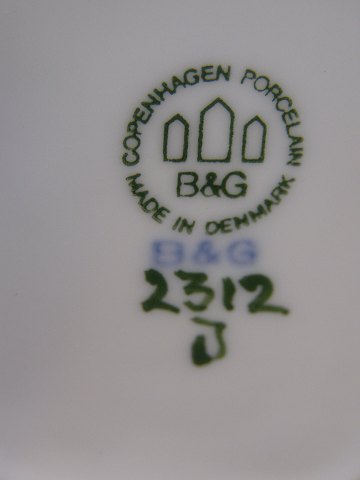 COPENHAGEN PORCELAIN
B&G
MADE IN DENMARK
B&G
2312
J